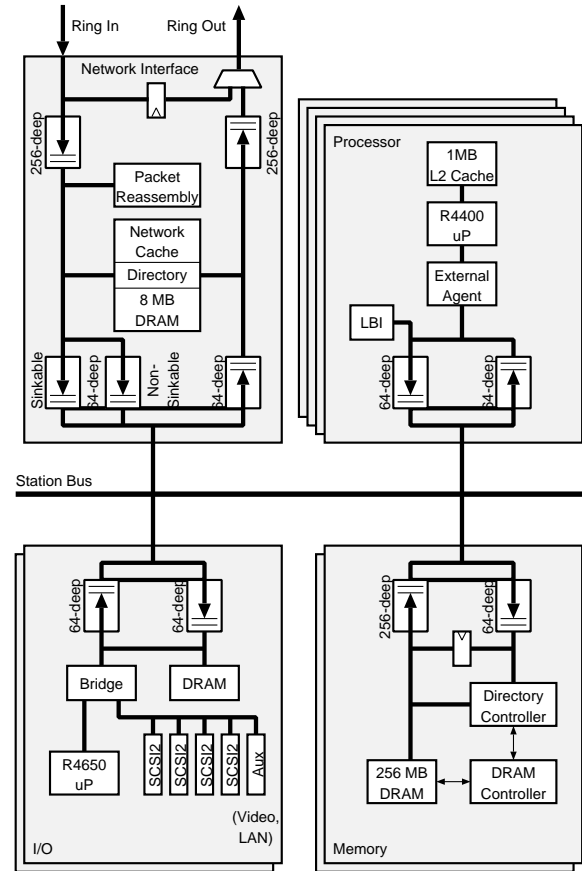 Ring In
Ring Out
Network Interface
256-deep
256-deep
Packet
Reassembly
Network
Cache
Directory
8 MB
DRAM
Sinkable
64-deep
Non-
Sinkable
64-deep
Processor
1MB
L2 Cache
R4400
uP
External
Agent
LBI
64-deep
64-deep
Station Bus
64-deep
64-deep
Bridge
DRAM
R4650
uP
SCSI2
SCSI2
SCSI2
SCSI2
Aux
(Video,
LAN)
I/O
256-deep
64-deep
Directory
Controller
256 MB
DRAM
DRAM
Controller
Memory